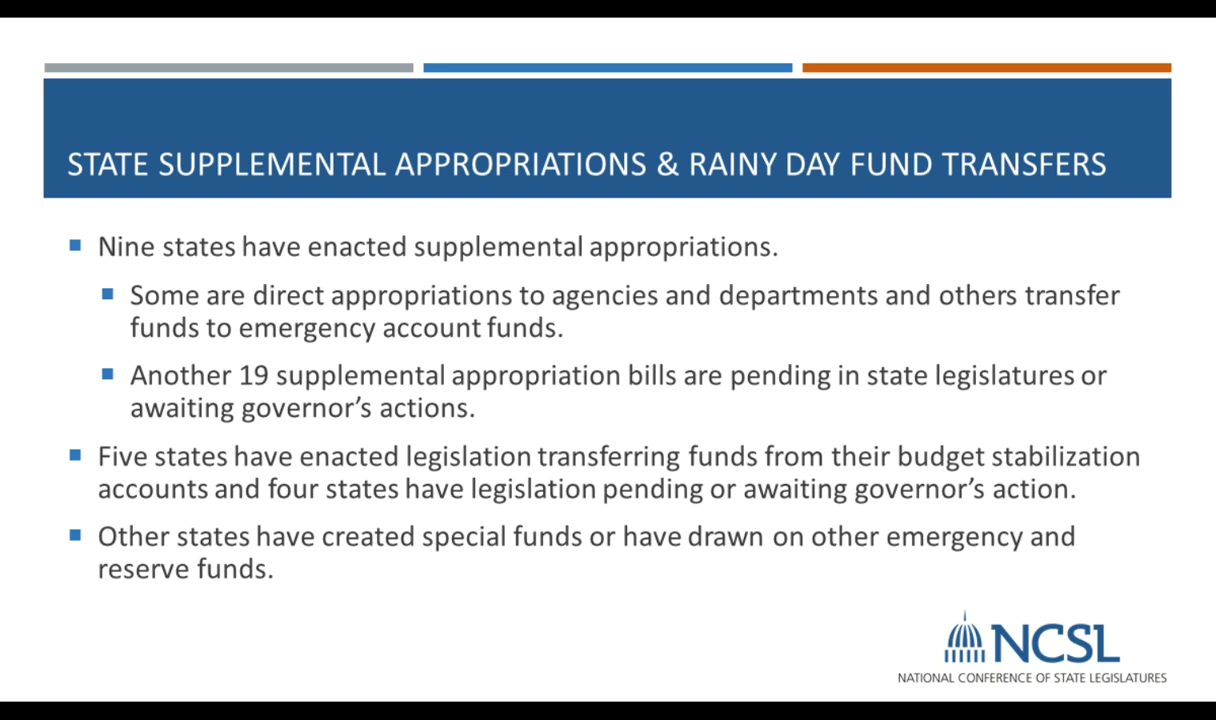 STATE SUPPLEMENTAL APPROPRIATIONS & RAINY DAY FUND TRANSFERS
Nine states have enacted supplemental appropriations.
Some are direct appropriations to agencies and departments and others transfer
funds to emergency account funds.
Another 19 supplemental appropriation bills are pending in state legislatures or
awaiting governor’s actions.
Five states have enacted legislation transferring funds from their budget stabilization
accounts and four states have legislation pending or awaiting governor’s action.
Other states have created special funds or have drawn on other emergency and
reserve funds.
NCSL
NATIONAL CONFERENCE OF STATE LEGISLATURES